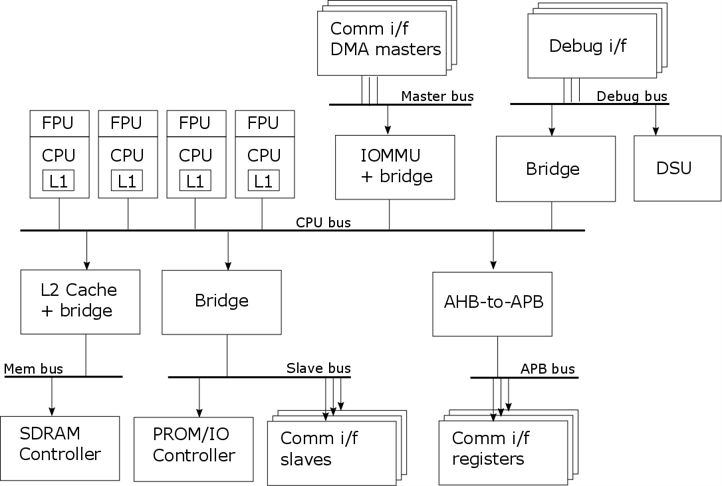 Comm i/f
DMA masters
Debug i/f
Master bus
Debug bus
FPU
FPU
FPU
FPU
CPU
CPU
CPU
CPU
L1
L1
L1
L1
IOMMU
+ bridge
Bridge
DSU
CPU bus
L2 Cache
+ bridge
Bridge
AHB-to-APB
Mem bus
Slave bus
APB bus
SDRAM
Controller
PROM/IO
Controller
Comm i/f
slaves
Comm i/f
registers